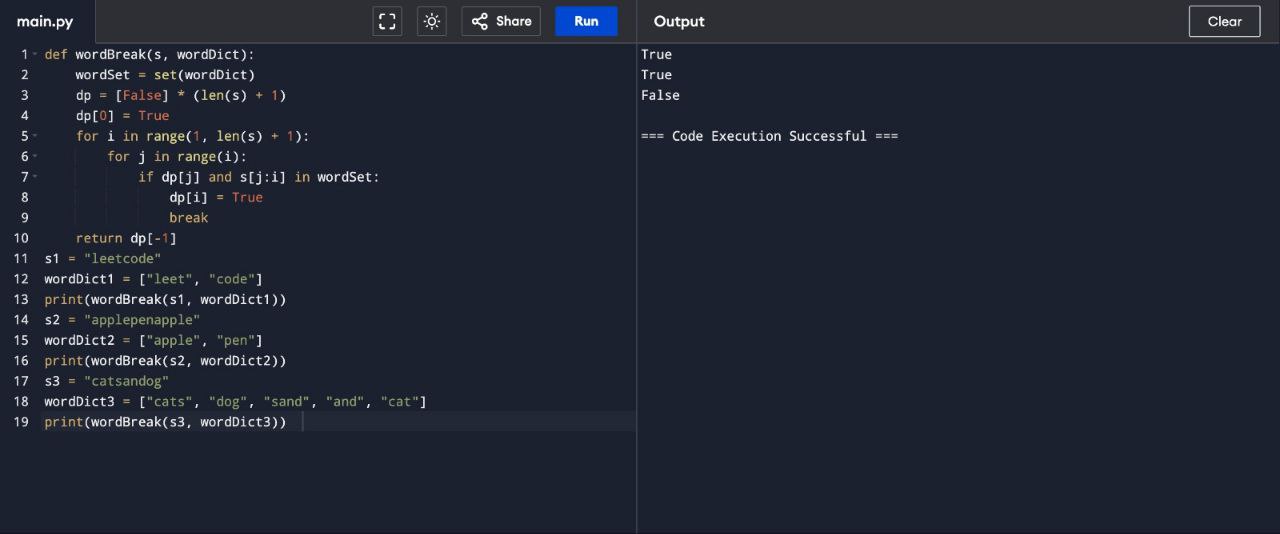 main.py Share Run Output Clear
1 def wordBreak(s, wordDict):
2     wordSet = set(wordDict)
3     dp = [False] * (len(s) + 1)
4     dp[0] = True
5     for i in range(1, len(s) + 1):
6         for j in range(i):
7             if dp[j] and s[j:i] in wordSet:
8                 dp[i] = True
9                 break
10     return dp[-1]
11 s1 = "leetcode"
12 wordDict1 = ["leet", "code"]
13 print(wordBreak(s1, wordDict1))
14 s2 = "applepenapple"
15 wordDict2 = ["apple", "pen"]
16 print(wordBreak(s2, wordDict2))
17 s3 = "catsandog"
18 wordDict3 = ["cats", "dog", "sand", "and", "cat"]
19 print(wordBreak(s3, wordDict3))
True
True
False
=== Code Execution Successful ===